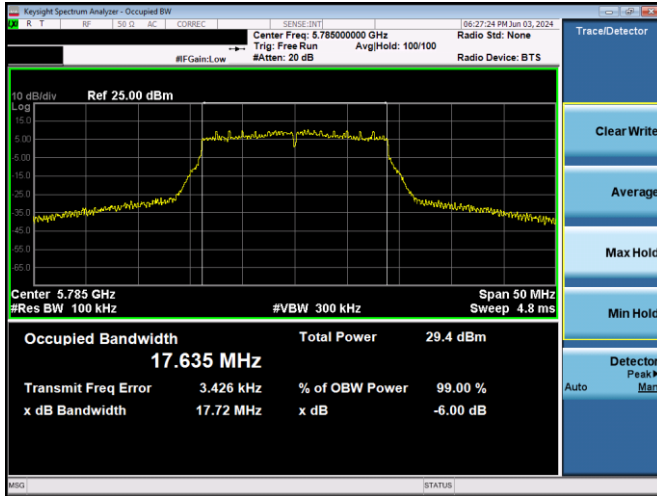 Keysight Spectrum Analyzer - Occupied BW
R T RF 50 Ω AC CORREC SENSE:INT 06:27:24 PM Jun 03, 2024
Center Freq: 5.785000000 GHz Radio Std: None
Trig: Free Run Avg|Hold: 100/100
#IFGain:Low #Atten: 20 dB Radio Device: BTS
Trace/Detector
10 dB/div Ref 25.00 dBm
Log
15.0
5.00
-5.00
-15.0
-25.0
-35.0
-45.0
-55.0
-65.0
Center 5.785 GHz Span 50 MHz
#Res BW 100 kHz #VBW 300 kHz Sweep 4.8 ms
Occupied Bandwidth Total Power 29.4 dBm
17.635 MHz
Transmit Freq Error 3.426 kHz % of OBW Power 99.00 %
x dB Bandwidth 17.72 MHz x dB -6.00 dB
Clear Write
Average
Max Hold
Min Hold
Detector
Peak▶
Auto Man
MSG STATUS